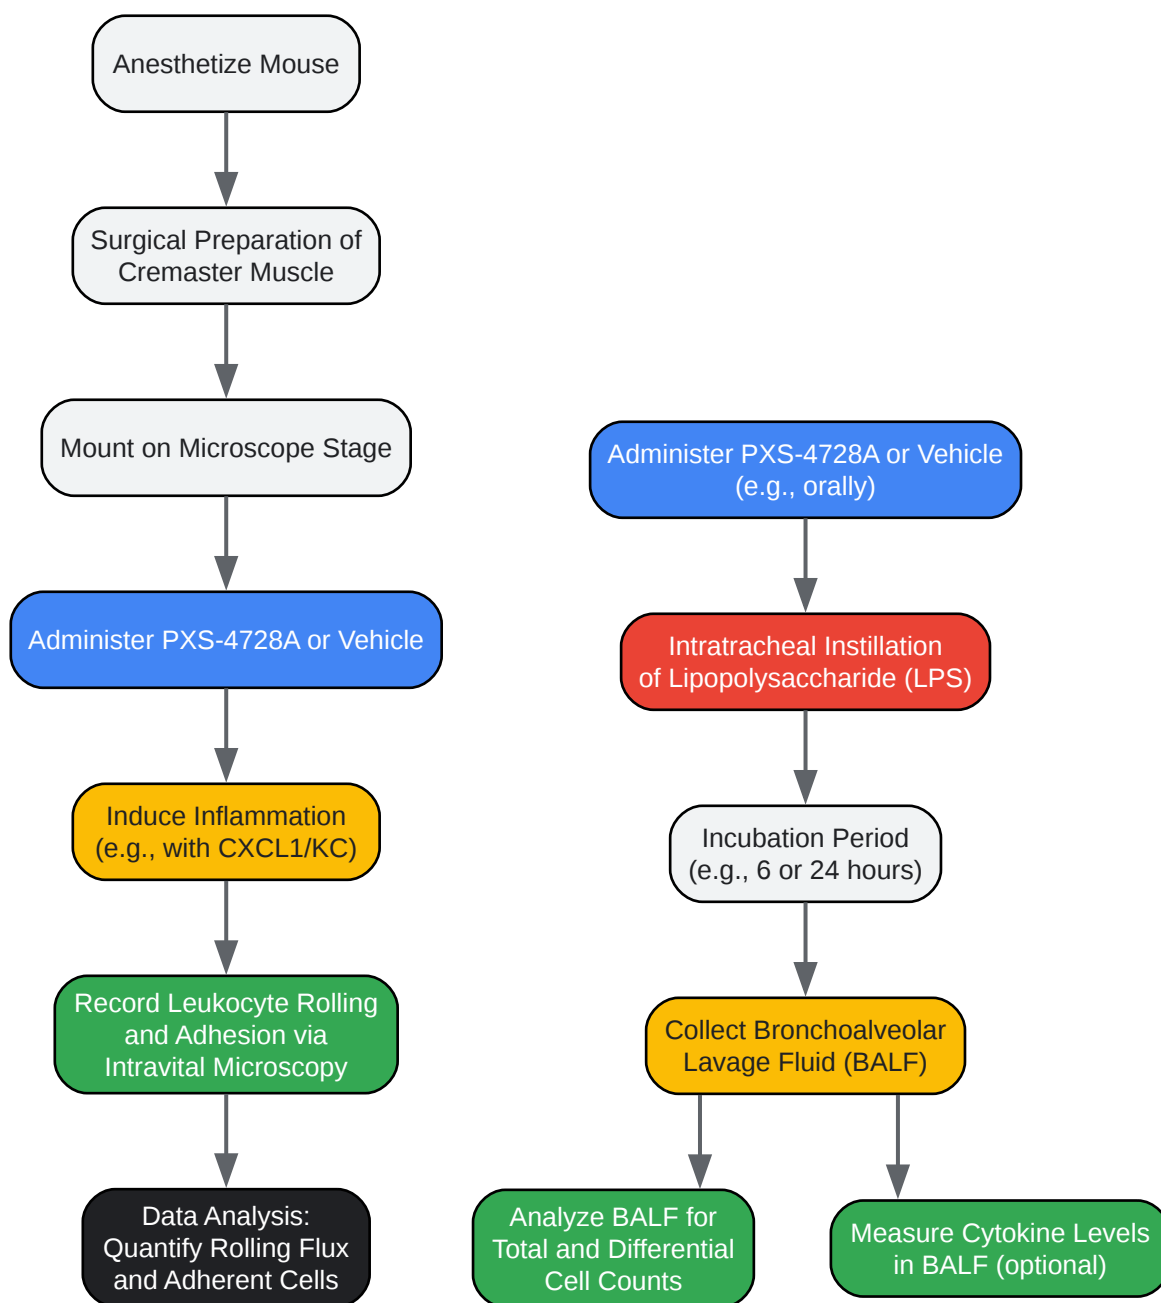 Anesthetize Mouse
Surgical Preparation of
Cremaster Muscle
Mount on Microscope Stage
Administer PXS-4728A or Vehicle
Induce Inflammation
(e.g., with CXCL1/KC)
Record Leukocyte Rolling
and Adhesion via
Intravital Microscopy
Data Analysis:
Quantify Rolling Flux
and Adherent Cells
Administer PXS-4728A or Vehicle
(e.g., orally)
Intratracheal Instillation
of Lipopolysaccharide (LPS)
Incubation Period
(e.g., 6 or 24 hours)
Collect Bronchoalveolar
Lavage Fluid (BALF)
Analyze BALF for
Total and Differential
Cell Counts
Measure Cytokine Levels
in BALF (optional)